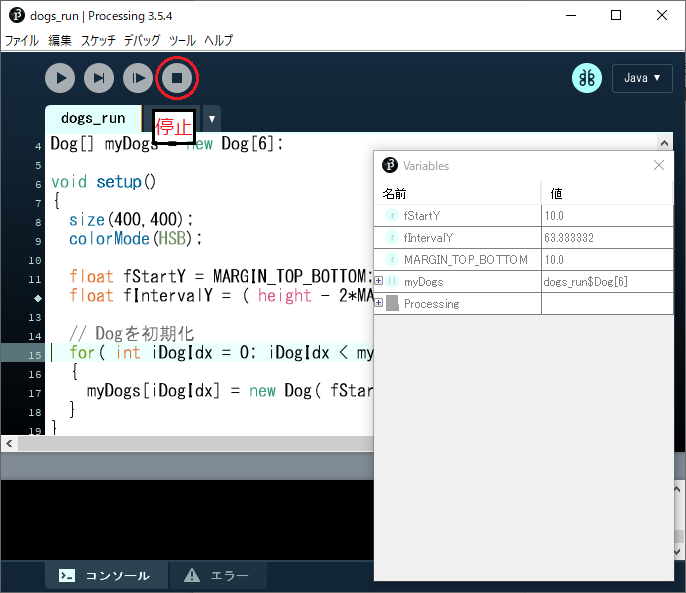 dogs_run | Processing 3.5.4
ファイル 編集 スケッチ デバッグ ツール ヘルプ
Java ▼
dogs_run ▼
停止
4 Dog[] myDogs = new Dog[6];
5
6 void setup()
7 {
8 size(400,400);
9 colorMode(HSB);
10
11 float fStartY = MARGIN_TOP_BOTTOM;
◆ float fIntervalY = ( height - 2*MA
13
14 // Dogを初期化
15 for( int iDogIdx = 0; iDogIdx < my
16 {
17 myDogs[iDogIdx] = new Dog( fStar
18 }
19 }
Variables
名前 値
fStartY 10.0
fIntervalY 63.333332
MARGIN_TOP_BOTTOM 10.0
myDogs dogs_run$Dog[6]
Processing
コンソール エラー